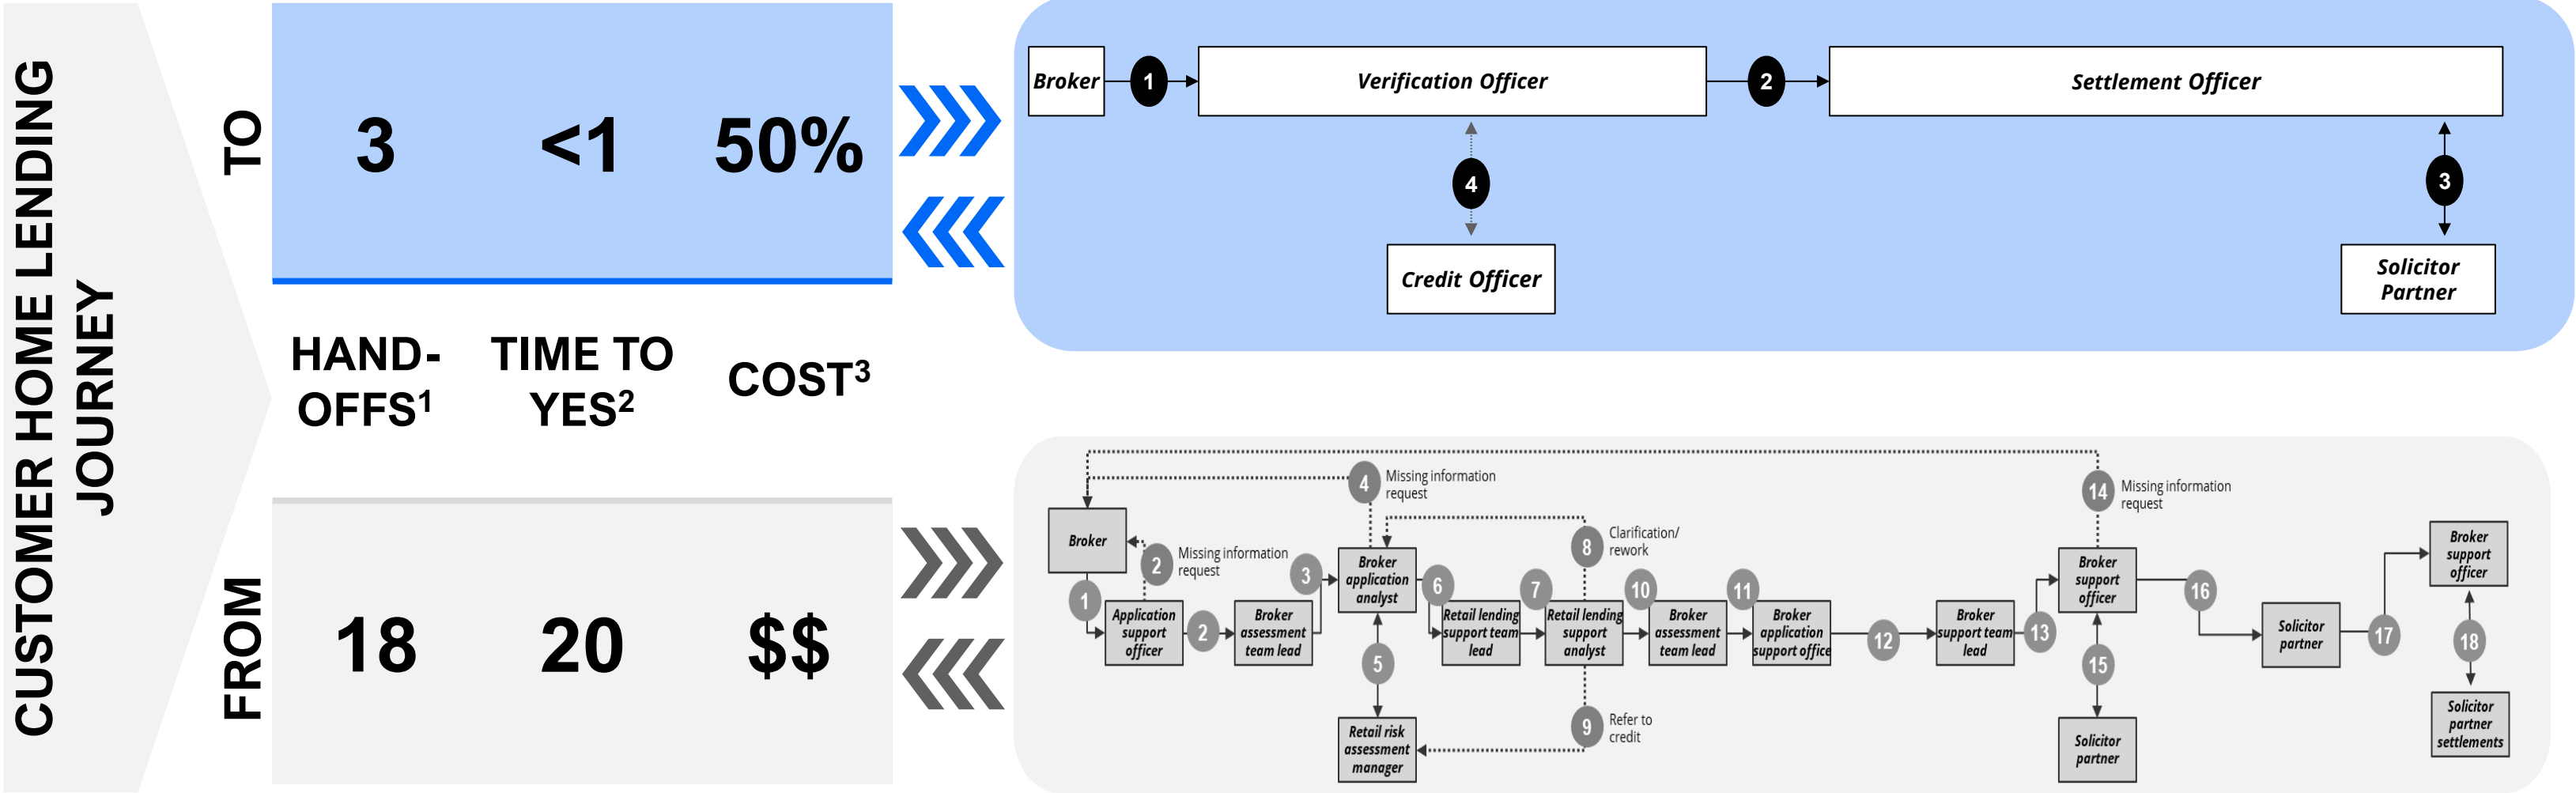 CUSTOMER HOME LENDING
JOURNEY
TO
3
<1
50%
HAND-
OFFS1
TIME TO
YES2
COST3
FROM
18
20
$$
Broker
1
Verification Officer
2
Settlement Officer
4
3
Credit Officer
Solicitor
Partner
4
Missing information
request
14
Missing information
request
Broker
2
Missing information
request
3
Broker
application
analyst
8
Clarification/
rework
Broker
support
officer
Broker
support
officer
1
6
7
10
11
16
Application
support
officer
2
Broker
assessment
team lead
Retail lending
support team
lead
Retail lending
support
analyst
Broker
assessment
team lead
Broker
application
support office
12
Broker
support team
lead
13
Solicitor
partner
17
18
5
15
Retail risk
assessment
manager
9
Refer to
credit
Solicitor
partner
Solicitor
partner
settlements